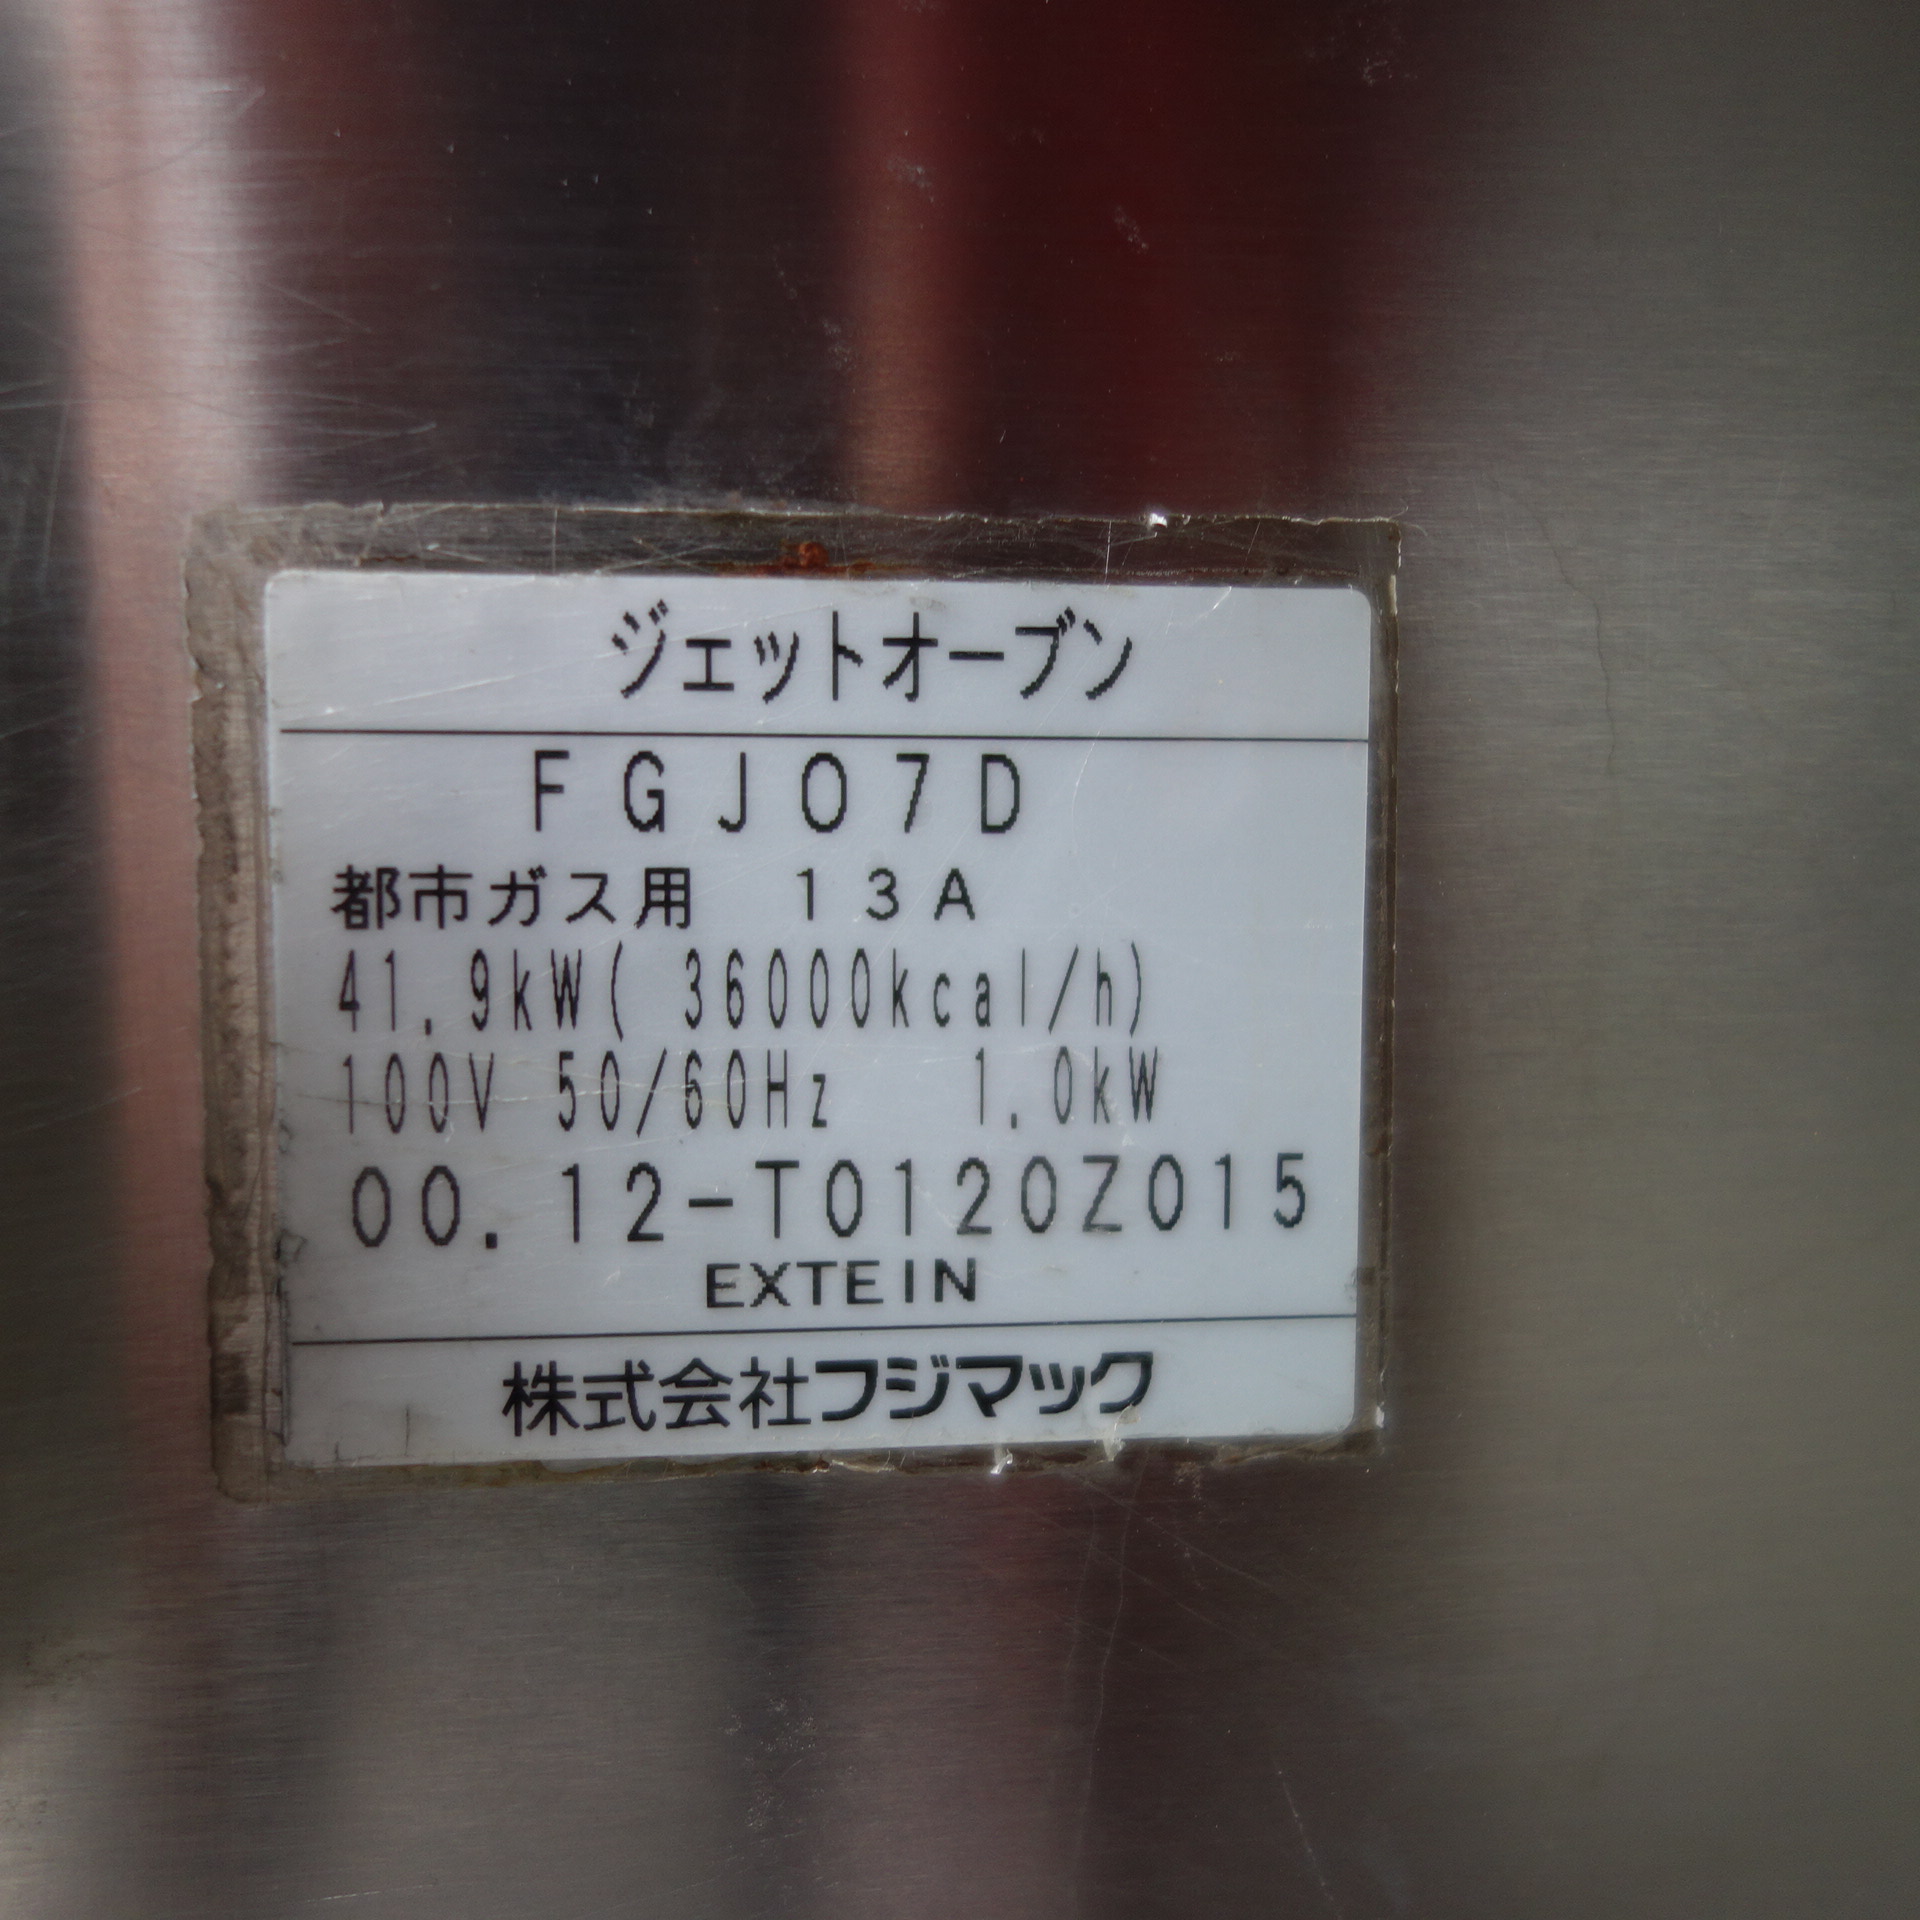 ジェットオーブン
FGJ07D
都市ガス用 13A
41.9kW( 36000kcal/h)
100V 50/60Hz 1.0kW
00.12-T0120Z015
EXTEIN
株式会社フジマック